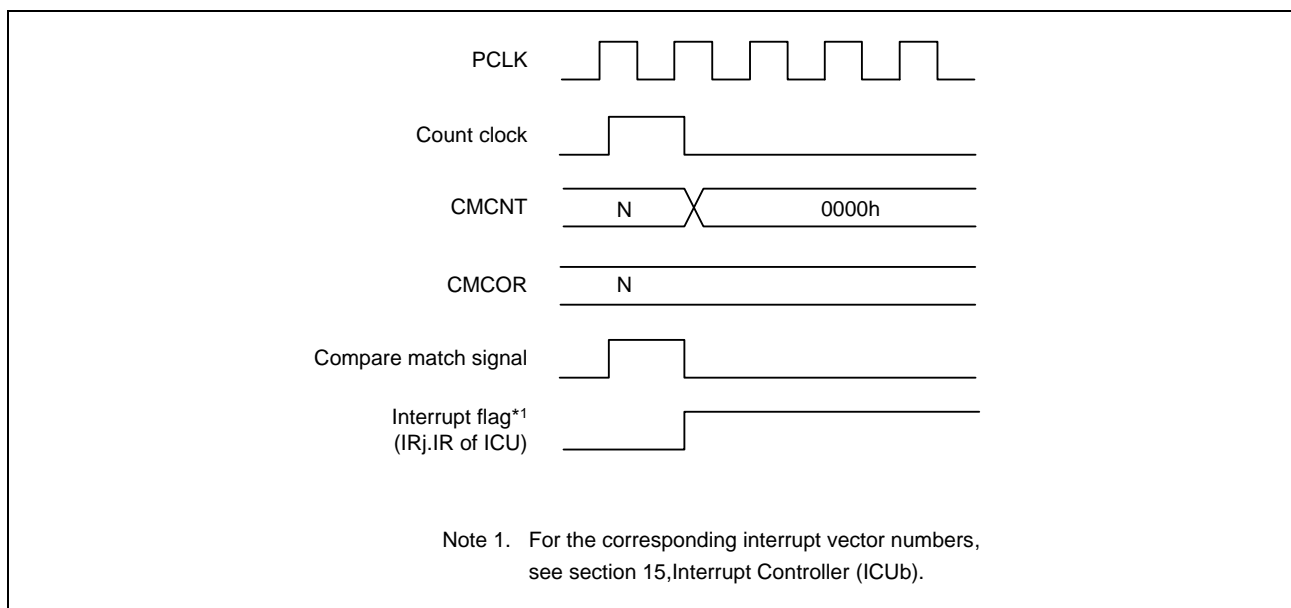 PCLK
Count clock
CMCNT
N
0000h
CMCOR
N
Compare match signal
Interrupt flag*1
(IRj.IR of ICU)
Note 1. For the corresponding interrupt vector numbers,
see section 15,Interrupt Controller (ICUb).